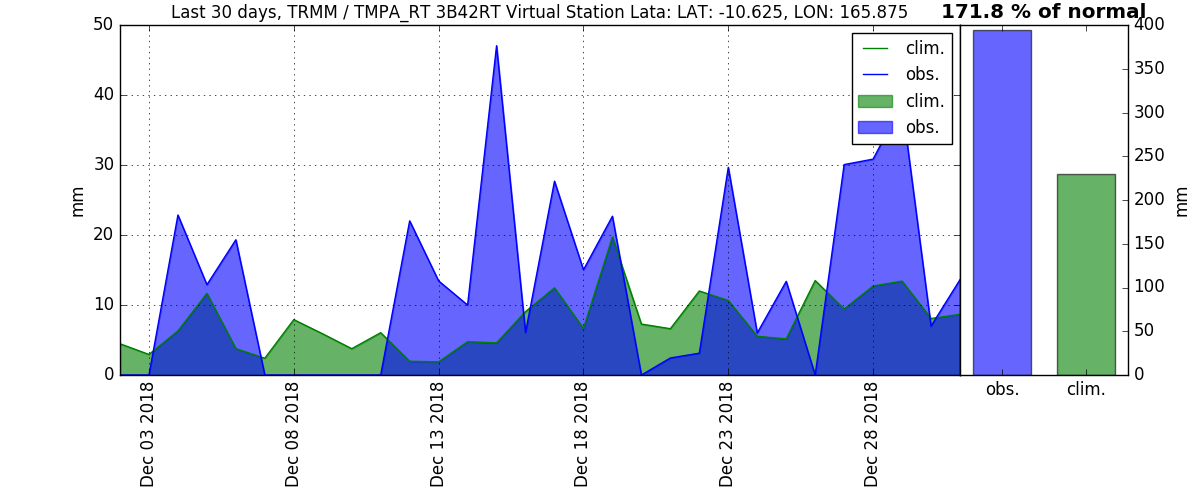 Last 30 days, TRMM / TMPA_RT 3B42RT Virtual Station Lata: LAT: -10.625, LON: 165.875
171.8 % of normal
50
40
30
20
10
0
mm
clim.
obs.
clim.
obs.
Dec 03 2018
Dec 08 2018
Dec 13 2018
Dec 18 2018
Dec 23 2018
Dec 28 2018
400
350
300
250
200
150
100
50
0
mm
obs.
clim.